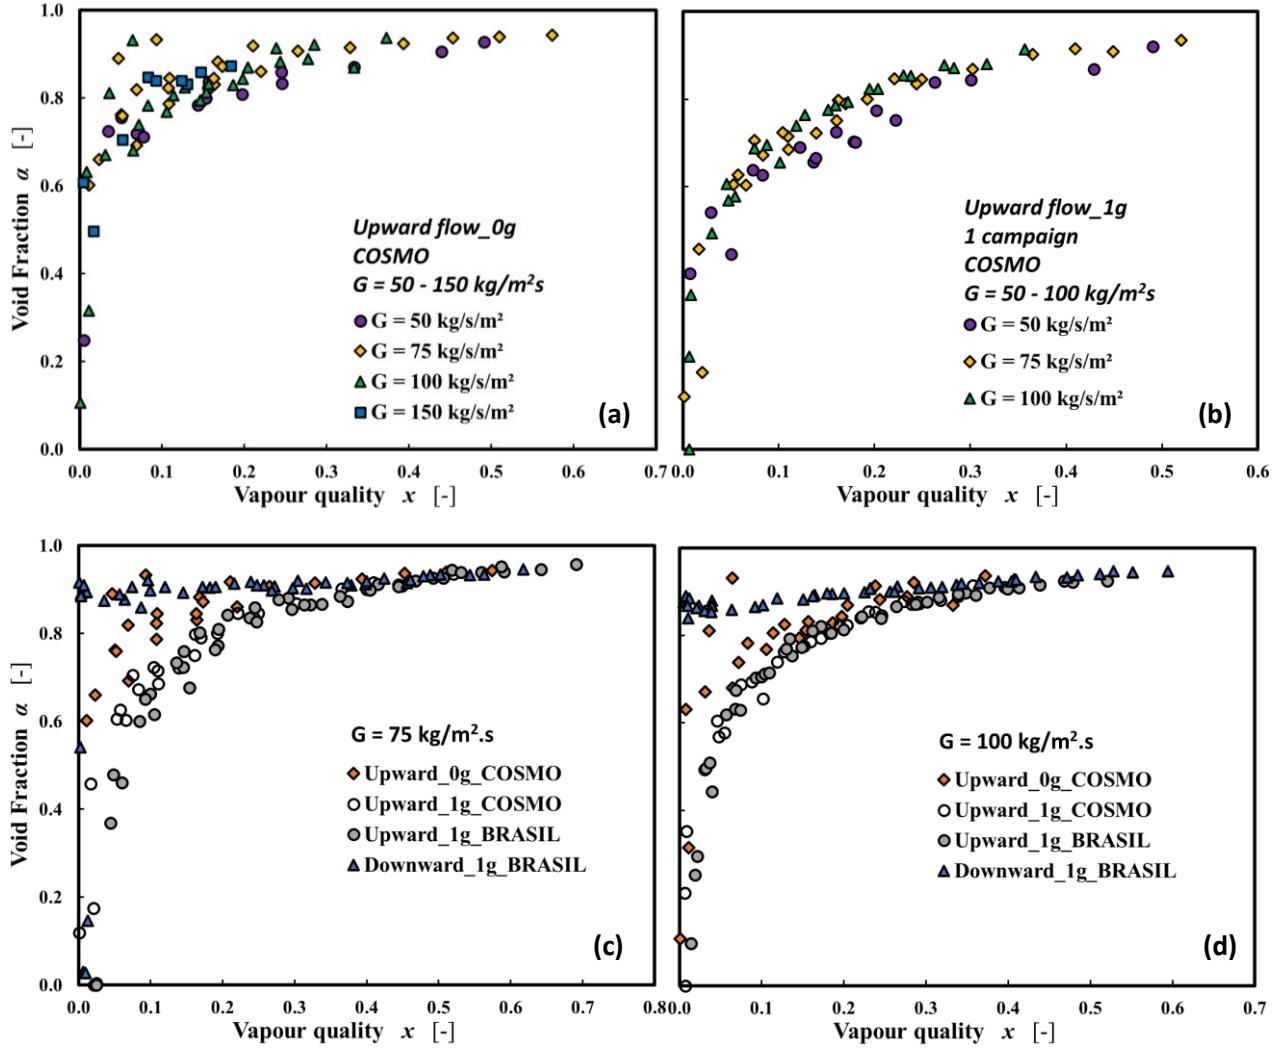 1.0
0.8
0.6
0.4
0.2
0.0
Void Fraction α [-]
Upward flow_0g
COSMO
G = 50 - 150 kg/m²s
G = 50 kg/s/m²
G = 75 kg/s/m²
G = 100 kg/s/m²
G = 150 kg/s/m²
(a)
0.0 0.1 0.2 0.3 0.4 0.5 0.6 0.7
Vapour quality x [-]
Upward flow_1g
1 campaign
COSMO
G = 50 - 100 kg/m²s
G = 50 kg/s/m²
G = 75 kg/s/m²
G = 100 kg/s/m²
(b)
0.0 0.1 0.2 0.3 0.4 0.5 0.6
Vapour quality x [-]
1.0
0.8
0.6
0.4
0.2
0.0
Void Fraction α [-]
G = 75 kg/m².s
Upward_0g_COSMO
Upward_1g_COSMO
Upward_1g_BRASIL
Downward_1g_BRASIL
(c)
0.0 0.1 0.2 0.3 0.4 0.5 0.6 0.7 0.8
Vapour quality x [-]
G = 100 kg/m².s
Upward_0g_COSMO
Upward_1g_COSMO
Upward_1g_BRASIL
Downward_1g_BRASIL
(d)
0.0 0.1 0.2 0.3 0.4 0.5 0.6 0.7
Vapour quality x [-]